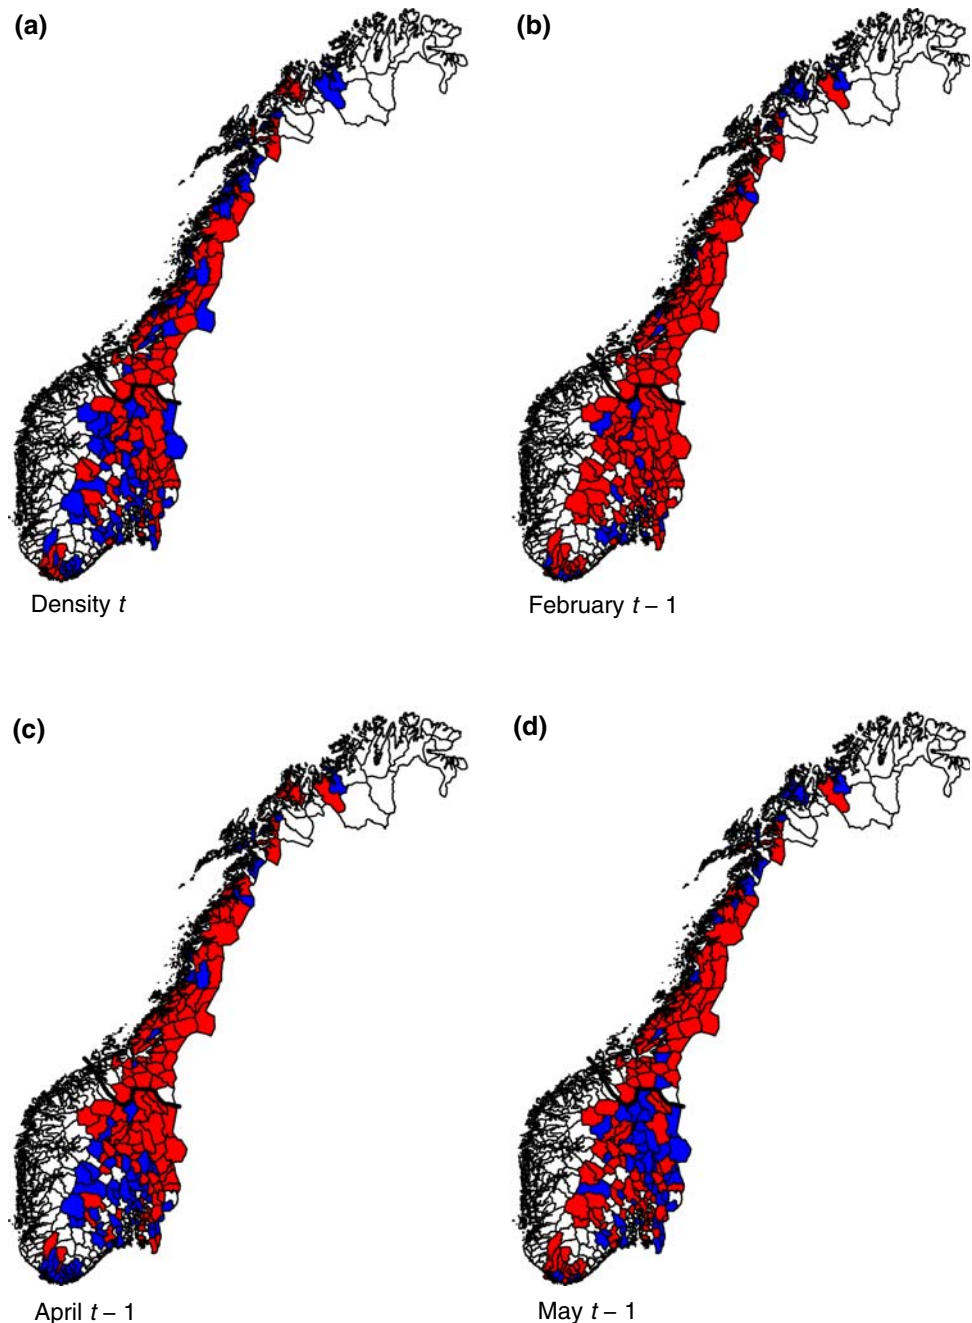 (a)
(b)
Density t
February t – 1
(c)
(d)
April t – 1
May t – 1